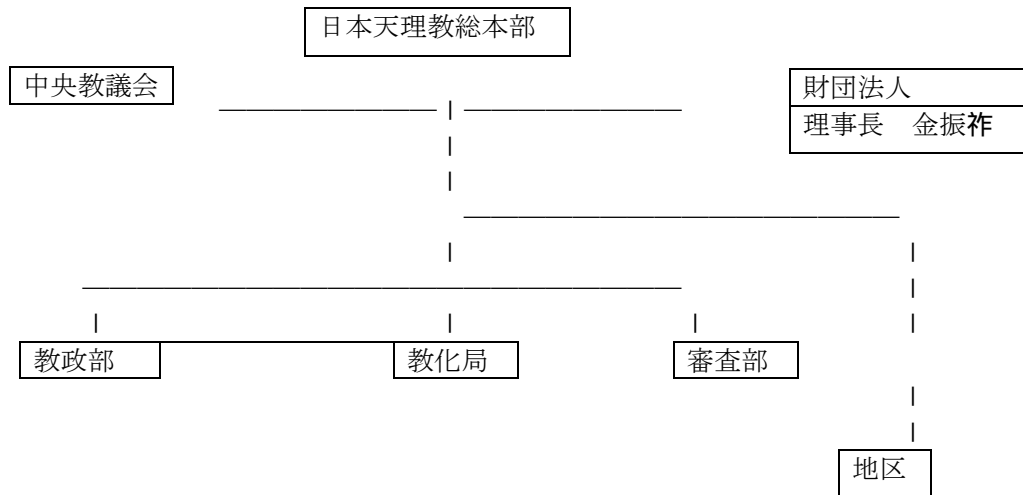 日本天理教総本部
中央教議会
財団法人
理事長　金振祚
教政部
教化局
審査部
地区